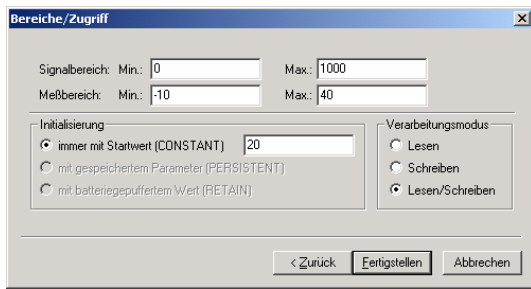 Bereiche/Zugriff
Signalbereich: Min.: 0 Max.: 1000
Meßbereich: Min.: -10 Max.: 40
Initialisierung
immer mit Startwert (CONSTANT) 20
mit gespeichertem Parameter (PERSISTENT)
mit batteriegepuffertem Wert (RETAIN)
Verarbeitungsmodus
Lesen
Schreiben
Lesen/Schreiben
< Zurück Fertigstellen Abbrechen